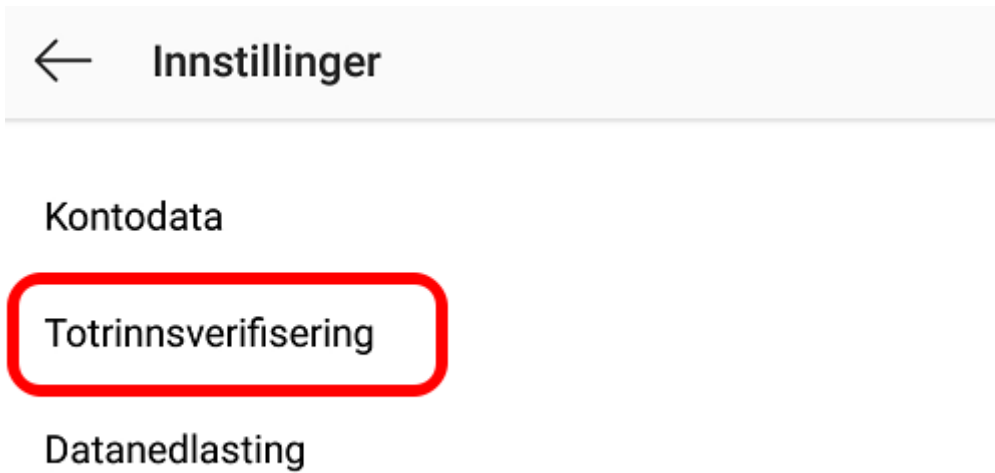 Innstillinger
Kontodata
Totrinnsverifisering
Datanedlasting